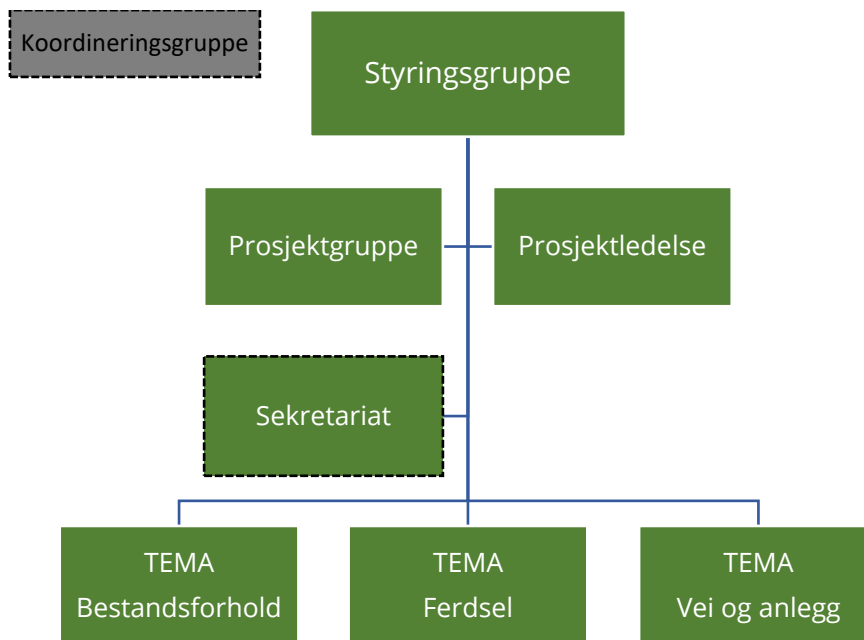 Koordineringsgruppe
Styringsgruppe
Prosjektgruppe
Prosjektledelse
Sekretariat
TEMA
Bestandsforhold
TEMA
Ferdsel
TEMA
Vei og anlegg